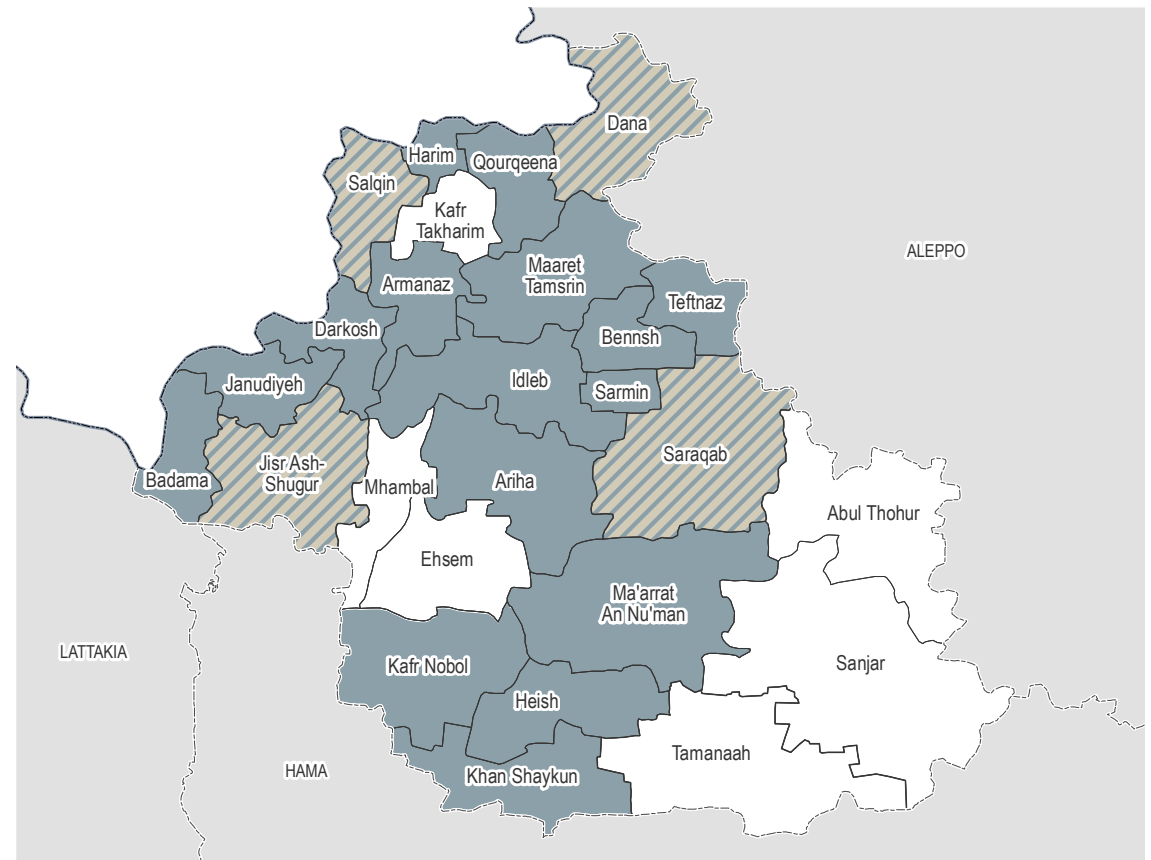 Dana
Harim
Qourqeena
Salqin
Kafr
Takharim
ALEPPO
Maaret
Tamsrin
Armanaz
Teftnaz
Darkosh
Bennsh
Janudiyeh
Idleb
Sarmin
Saraqab
Jisr Ash-
Shugur
Badama
Mhambal
Ariha
Abul Thohur
Ehsem
Ma'arrat
An Nu'man
LATTAKIA
Kafr Nobol
Sanjar
Heish
Tamanaah
HAMA
Khan Shaykun